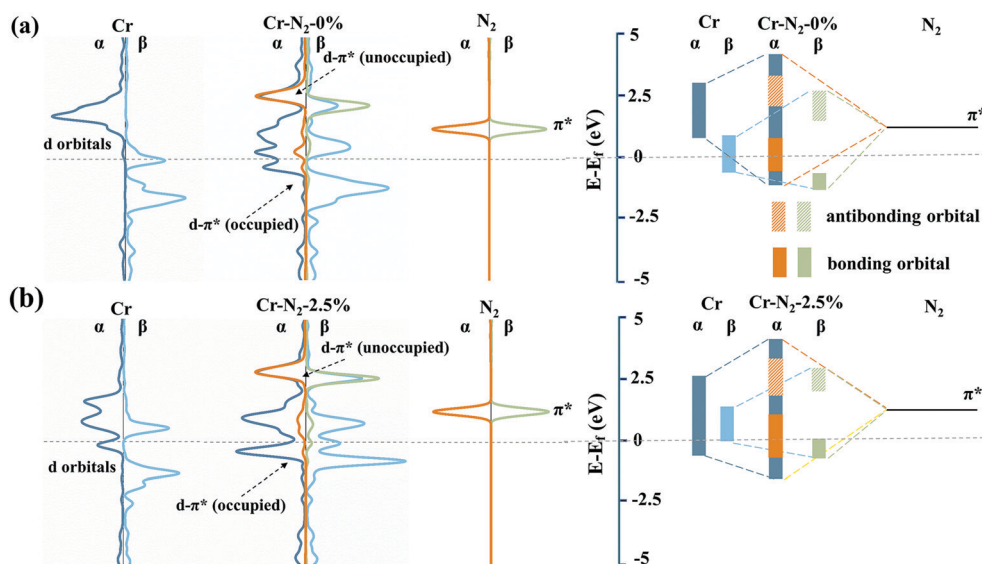 (a)
Cr
α β
d orbitals
Cr-N₂-0%
α β
d-π* (unoccupied)
d-π* (occupied)
N₂
α β
π*
E-Ef (eV)
5
2.5
0
-2.5
-5
Cr
α β
Cr-N₂-0%
α β
N₂
π*
antibonding orbital
bonding orbital
(b)
Cr
α β
d orbitals
Cr-N₂-2.5%
α β
d-π* (unoccupied)
d-π* (occupied)
N₂
α β
π*
E-Ef (eV)
5
2.5
0
-2.5
-5
Cr
α β
Cr-N₂-2.5%
α β
N₂
π*